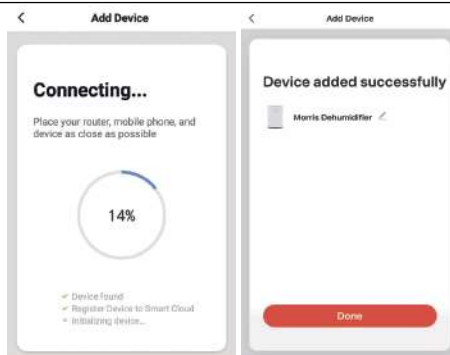 Add Device
Connecting...
Place your router, mobile phone, and
device as close as possible
14%
Device found
Register Device to Smart Cloud
Initializing device...
Add Device
Device added successfully
Morris Dehumidifier
Done